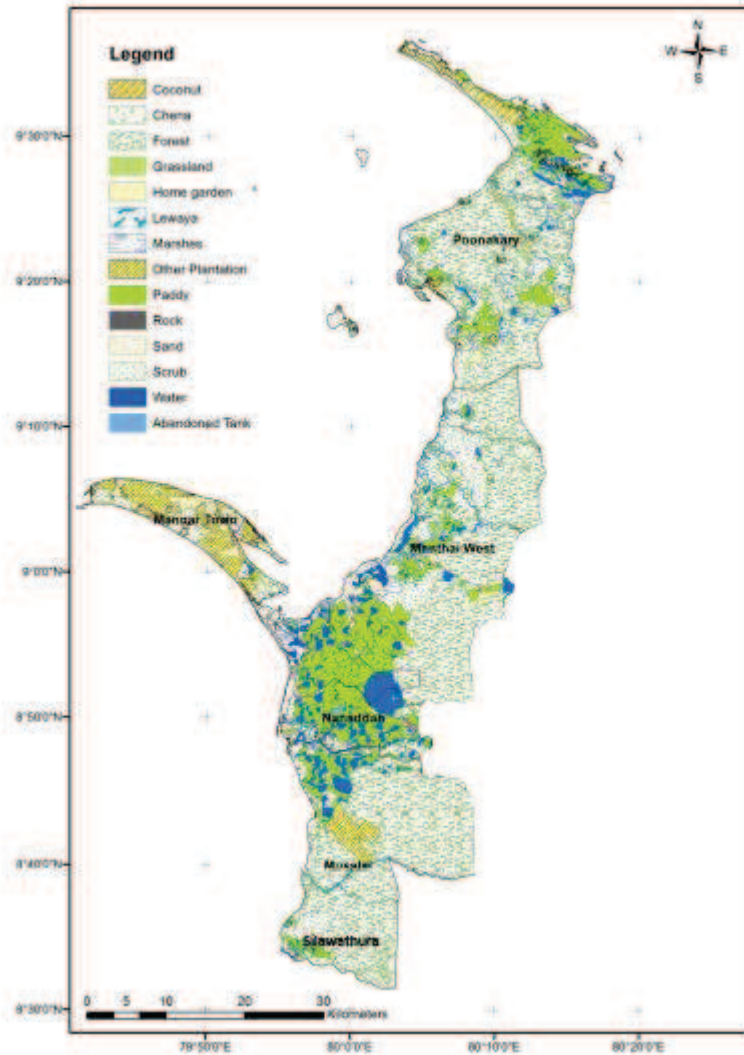 N
W E
S
Legend
Coconut
Chena
Forest
Grassland
Home garden
Lewaya
Marshes
Other Plantation
Paddy
Rock
Sand
Scrub
Water
Abandoned Tank
9°30'0"N
Poonakary
9°20'0"N
9°10'0"N
Mannar Town
Manthai West
9°0'0"N
8°50'0"N
Nanaddan
8°40'0"N
Musalai
Silawathura
0 5 10 20 30
Kilometers
8°30'0"N
79°50'0"E 80°0'0"E 80°10'0"E 80°20'0"E